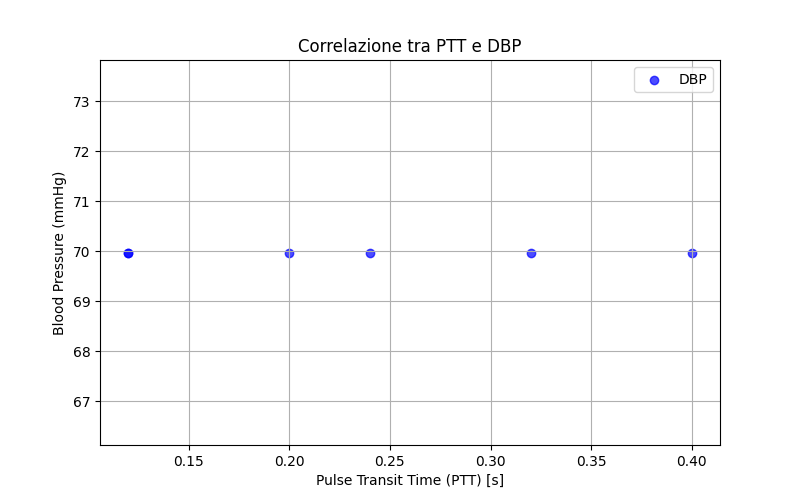 Correlazione tra PTT e DBP
DBP
Blood Pressure (mmHg)
73
72
71
70
69
68
67
0.15 0.20 0.25 0.30 0.35 0.40
Pulse Transit Time (PTT) [s]